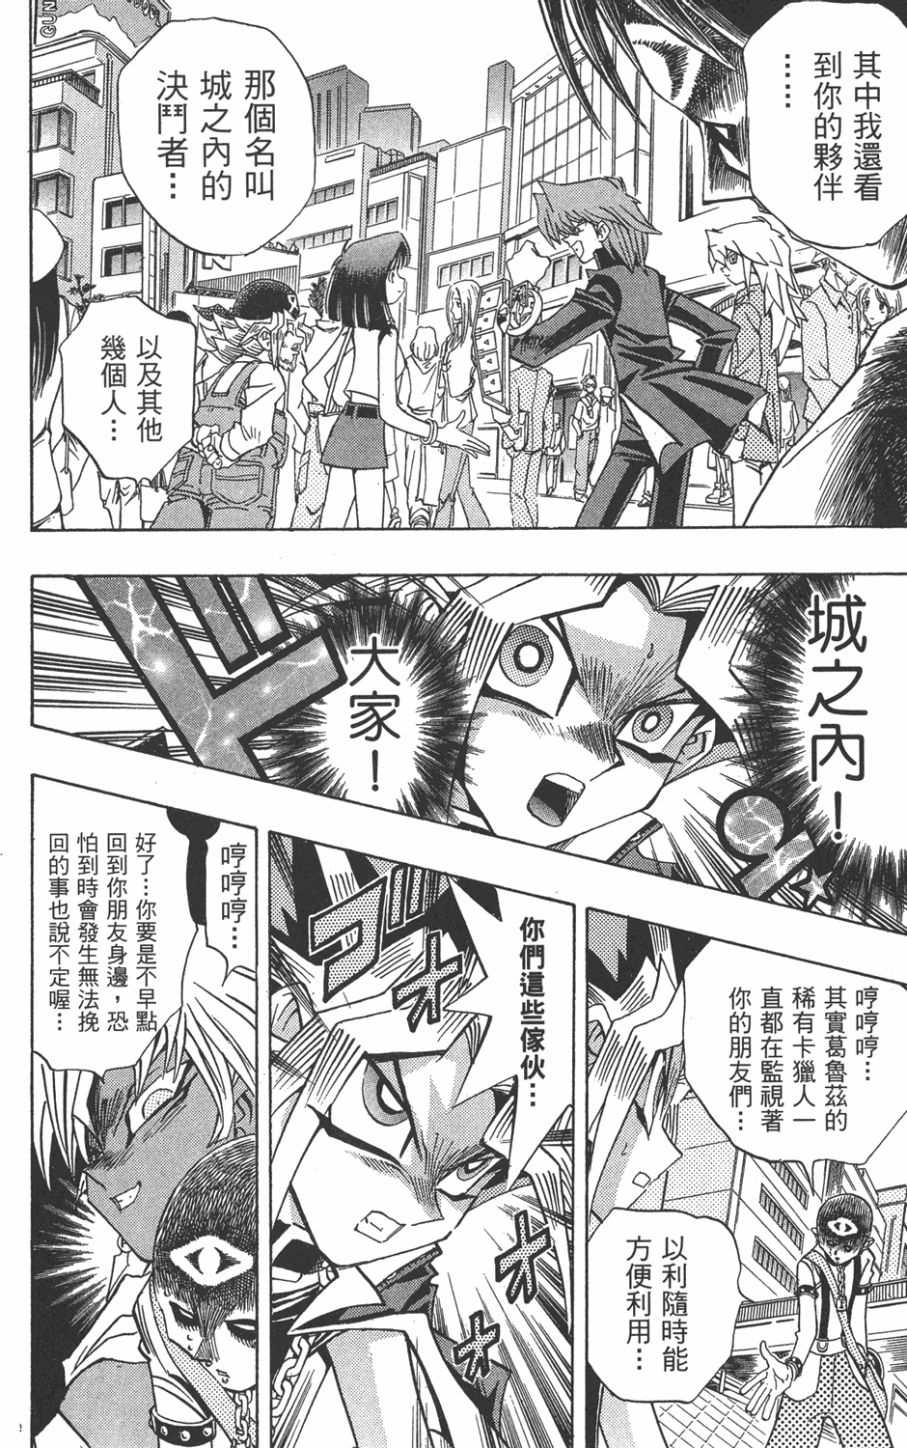 其中我還看
到你的夥伴
……
那個名叫
城之內的
決鬥者…
以及其他
幾個人…
城之內！
大家！
哼哼哼…
其實葛魯茲的
稀有卡獵人一
直都在監視著
你的朋友們…
以利隨時能
方便利用…
你們這些傢伙…
ゴゴ
オオ
哼哼哼…
好了…你要是不早點
回到你朋友身邊，恐
怕到時會發生無法挽
回的事也說不定喔…